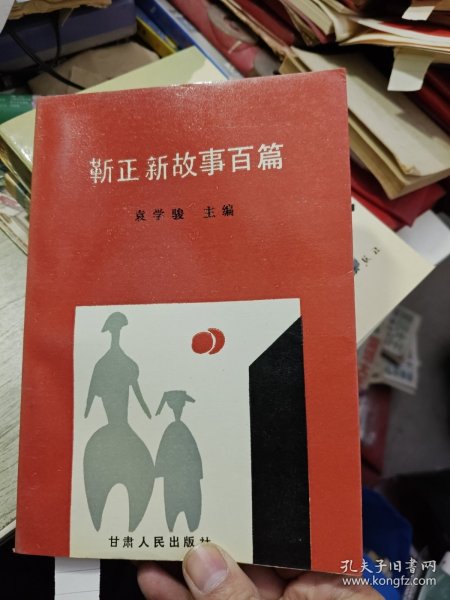 靳正新故事百篇
袁学骏 主编
甘肃人民出版社
孔夫子旧书网
www.kongfz.com